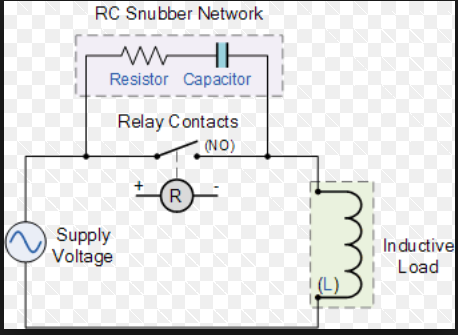 RC Snubber Network
Resistor Capacitor
Relay Contacts
(NO)
+ -
R
Supply
Voltage
Inductive
Load
(L)